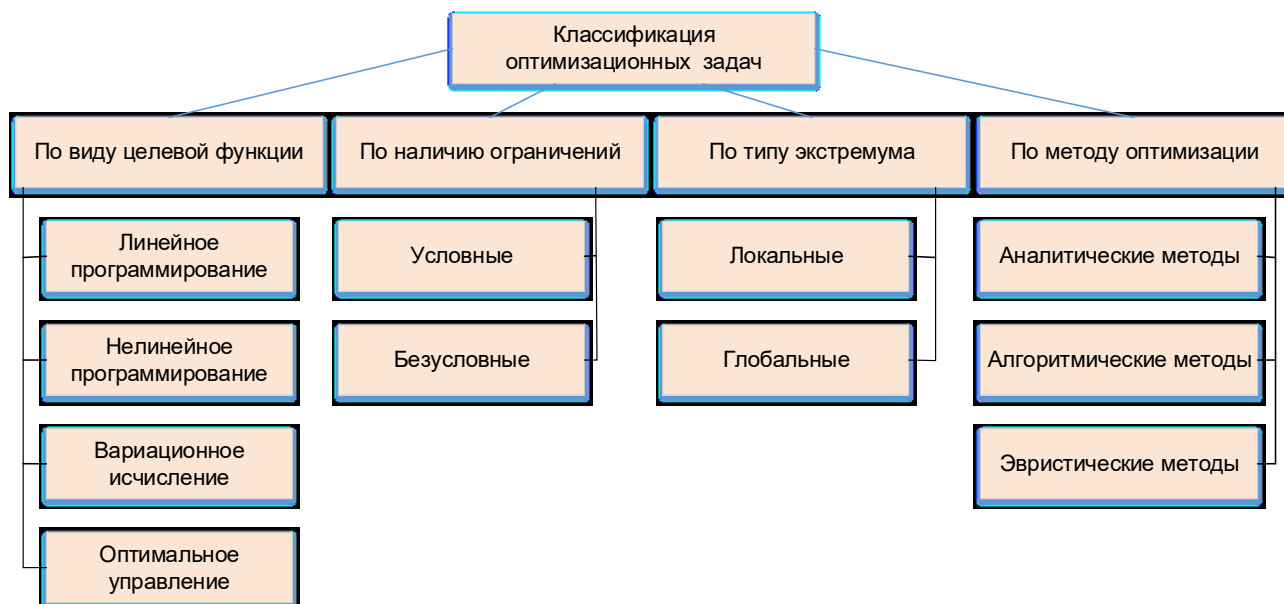 Классификация
оптимизационных задач
По виду целевой функции
По наличию ограничений
По типу экстремума
По методу оптимизации
Линейное
программирование
Условные
Локальные
Аналитические методы
Нелинейное
программирование
Безусловные
Глобальные
Алгоритмические методы
Вариационное
исчисление
Эвристические методы
Оптимальное
управление